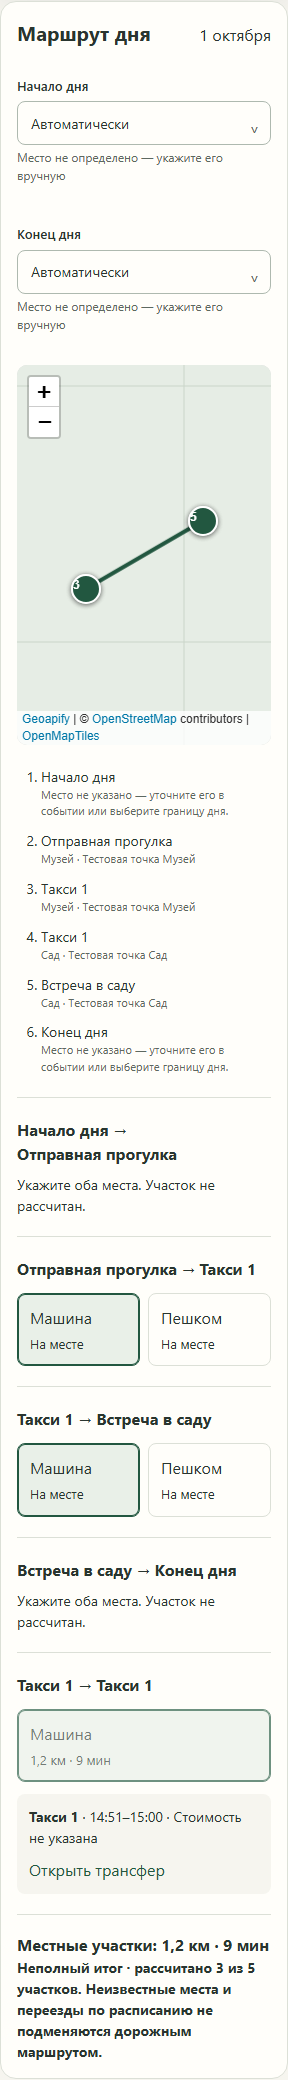 Маршрут дня 1 октября
Начало дня
Автоматически v
Место не определено — укажите его
вручную
Конец дня
Автоматически v
Место не определено — укажите его
вручную
+
−
5
3
Geoapify | © OpenStreetMap contributors |
OpenMapTiles
1. Начало дня
Место не указано — уточните его в
событии или выберите границу дня.
2. Отправная прогулка
Музей · Тестовая точка Музей
3. Такси 1
Музей · Тестовая точка Музей
4. Такси 1
Сад · Тестовая точка Сад
5. Встреча в саду
Сад · Тестовая точка Сад
6. Конец дня
Место не указано — уточните его в
событии или выберите границу дня.
Начало дня →
Отправная прогулка
Укажите оба места. Участок не
рассчитан.
Отправная прогулка → Такси 1
Машина Пешком
На месте На месте
Такси 1 → Встреча в саду
Машина Пешком
На месте На месте
Встреча в саду → Конец дня
Укажите оба места. Участок не
рассчитан.
Такси 1 → Такси 1
Машина
1,2 км · 9 мин
Такси 1 · 14:51–15:00 · Стоимость
не указана
Открыть трансфер
Местные участки: 1,2 км · 9 мин
Неполный итог · рассчитано 3 из 5
участков. Неизвестные места и
переезды по расписанию не
подменяются дорожным
маршрутом.